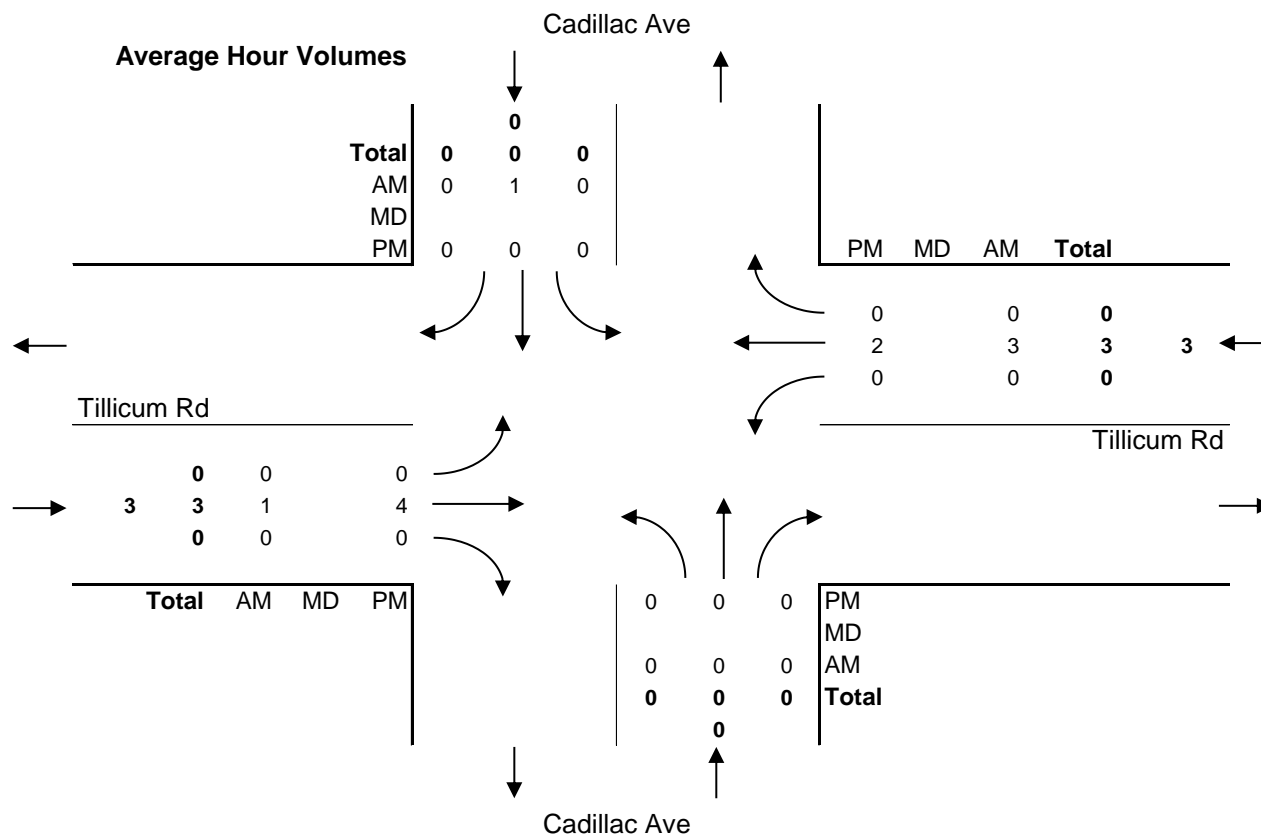 Cadillac Ave
Average Hour Volumes
0
Total 0 0 0
AM 0 1 0
MD
PM 0 0 0
PM MD AM Total
0 0 0
2 3 3 3
0 0 0
Tillicum Rd
Tillicum Rd
0 0 0
3 3 1 4
0 0 0
Total AM MD PM
0 0 0 PM
MD
0 0 0 AM
0 0 0 Total
0
Cadillac Ave